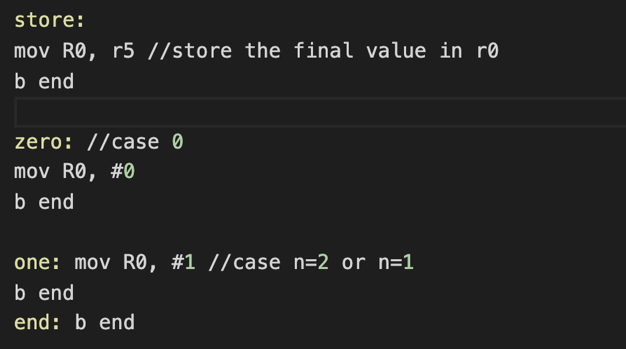 store:
mov R0, r5 //store the final value in r0
b end
zero: //case 0
mov R0, #0
b end
one: mov R0, #1 //case n=2 or n=1
b end
end: b end